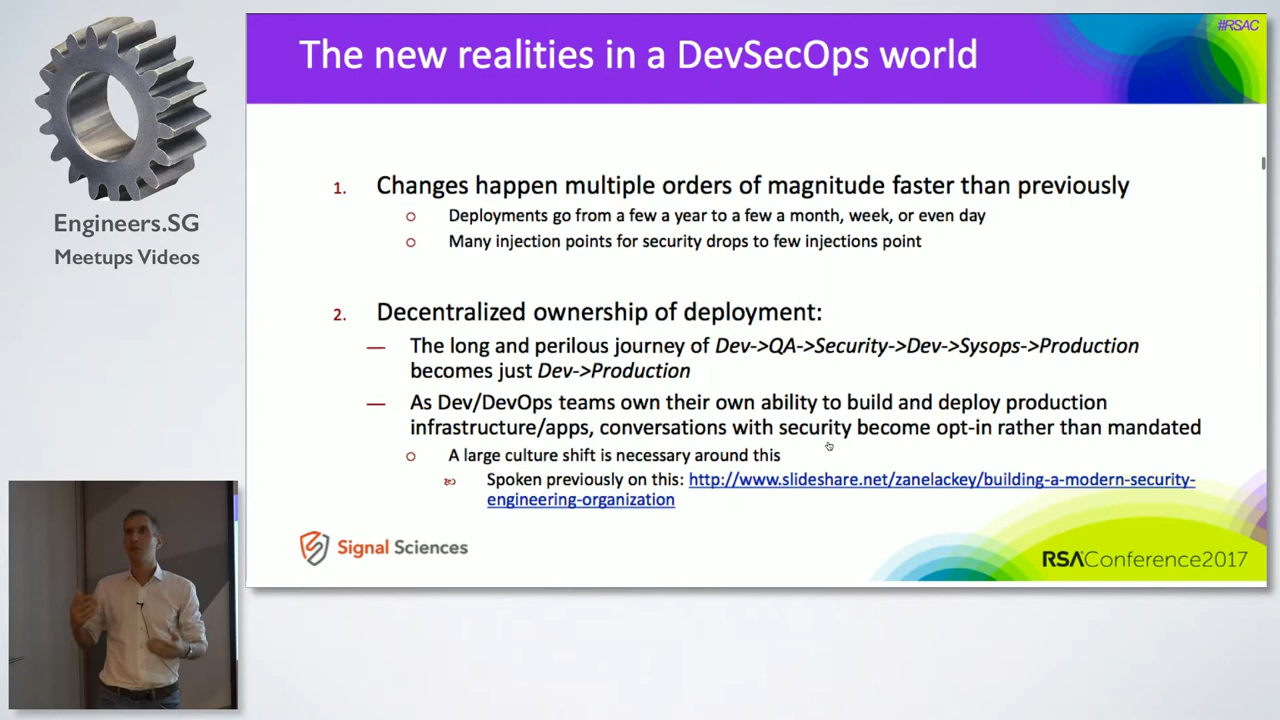 #RSAC
The new realities in a DevSecOps world
Engineers.SG
Meetups Videos
1. Changes happen multiple orders of magnitude faster than previously
o Deployments go from a few a year to a few a month, week, or even day
o Many injection points for security drops to few injections point
2. Decentralized ownership of deployment:
— The long and perilous journey of Dev->QA->Security->Dev->Sysops->Production
becomes just Dev->Production
— As Dev/DevOps teams own their own ability to build and deploy production
infrastructure/apps, conversations with security become opt-in rather than mandated
o A large culture shift is necessary around this
Spoken previously on this: http://www.slideshare.net/zanelackey/building-a-modern-security-
engineering-organization
Signal Sciences
RSAConference2017